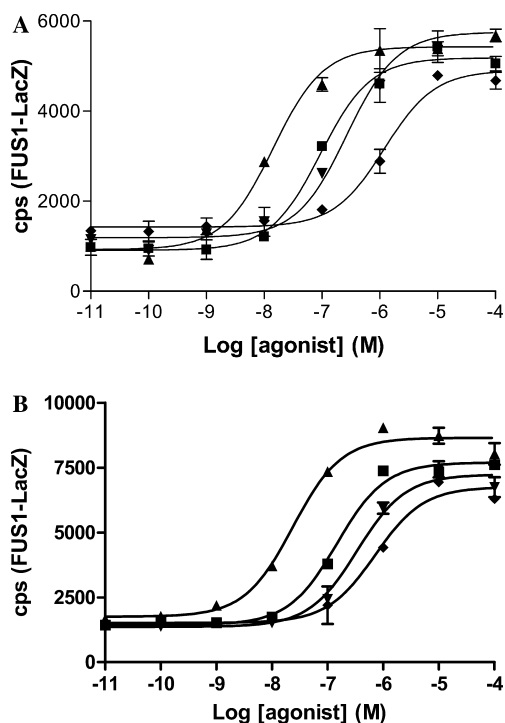 A
6000
4000
2000
0
cps (FUS1-LacZ)
-11 -10 -9 -8 -7 -6 -5 -4
Log [agonist] (M)
B
10000
7500
5000
2500
0
cps (FUS1-LacZ)
-11 -10 -9 -8 -7 -6 -5 -4
Log [agonist] (M)